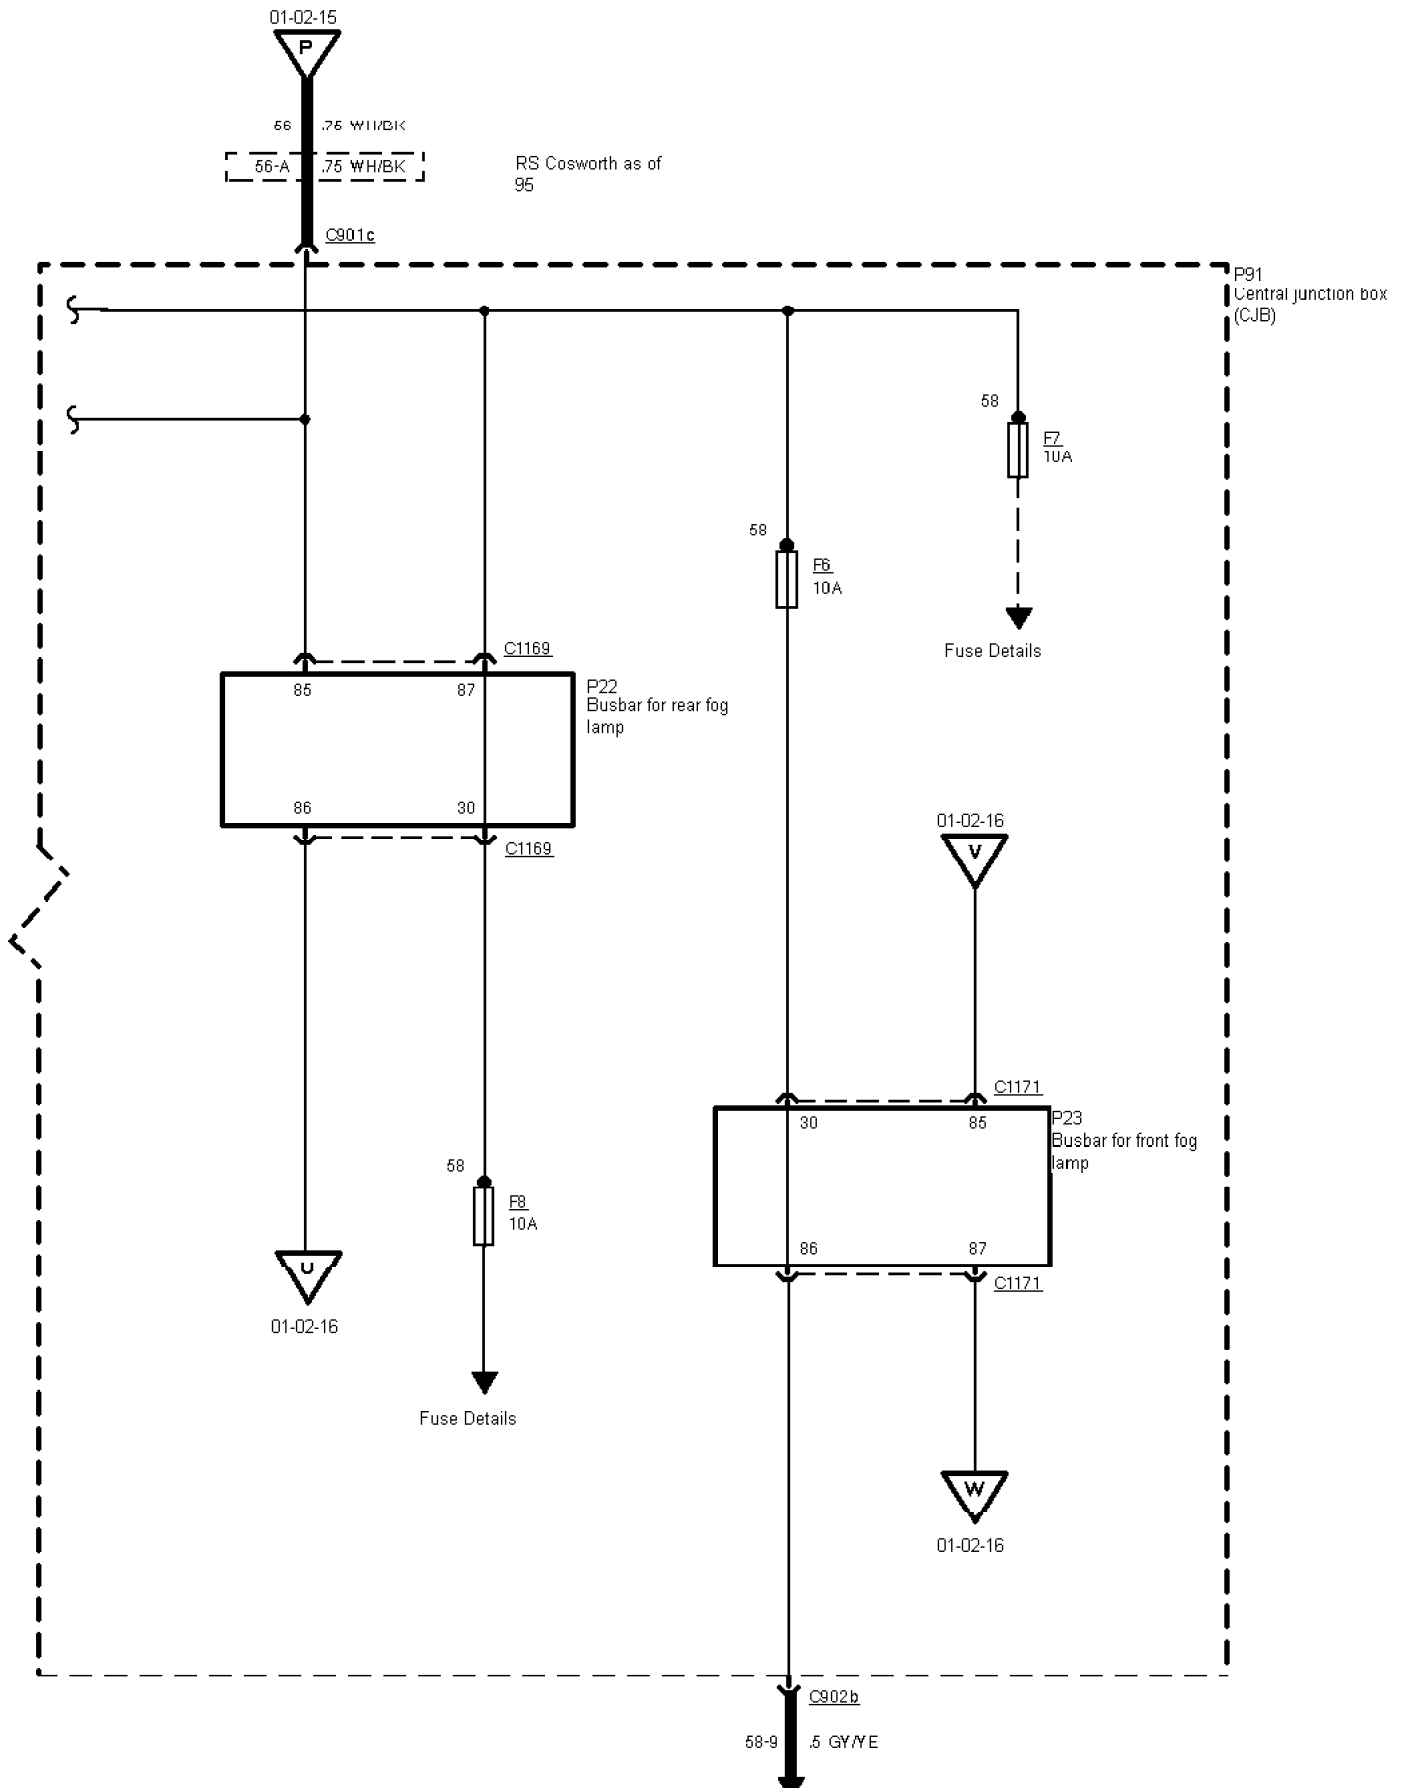 01-02-15
P
56 .75 WH/BK
56-A .75 WH/BK
RS Cosworth as of
95
C901c
P91
Central junction box
(CJB)
58
F7
10A
58
F6
10A
Fuse Details
C1169
85 87
P22
Busbar for rear fog
lamp
86 30
C1169
01-02-16
V
C1171
30 85
P23
Busbar for front fog
lamp
58
F8
10A
86 87
C1171
U
01-02-16
Fuse Details
W
01-02-16
C902b
58-9 .5 GY/YE